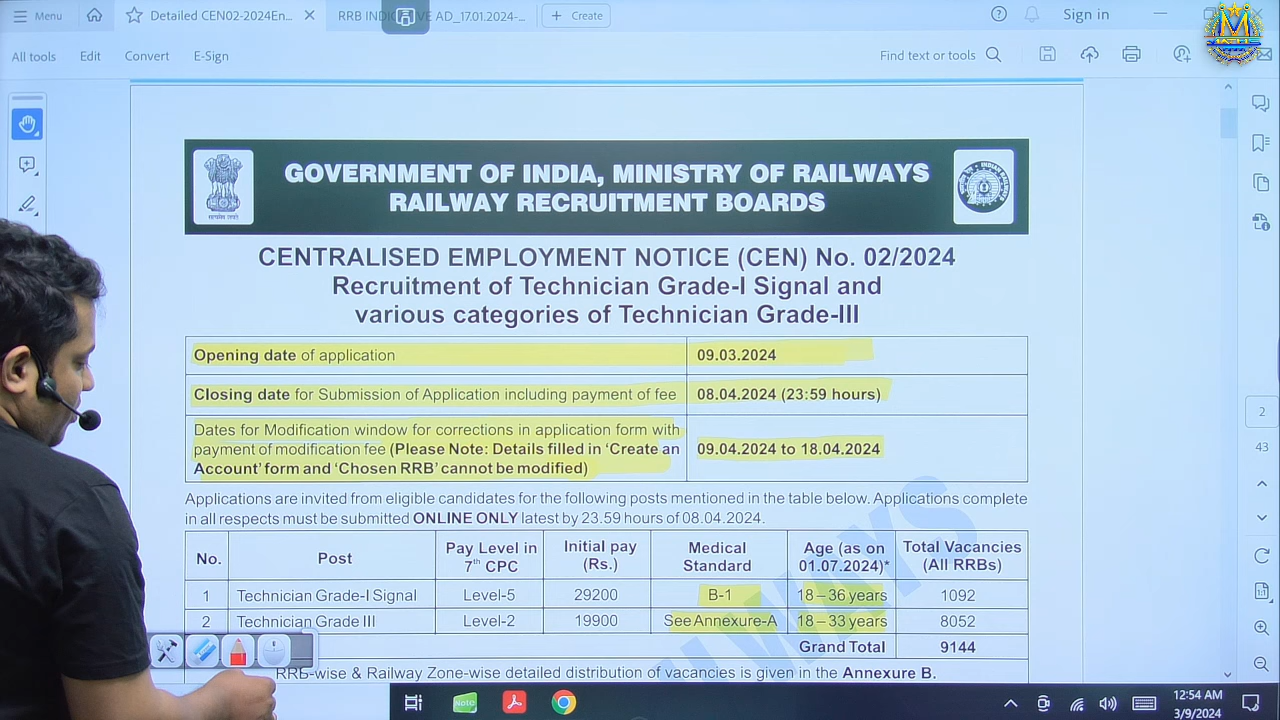 Menu
Detailed CEN02-2024En...
RRB INDIC VE AD_17.01.2024-...
Create
Sign in
M
All tools
Edit
Convert
E-Sign
Find text or tools
GOVERNMENT OF INDIA, MINISTRY OF RAILWAYS
RAILWAY RECRUITMENT BOARDS
सत्यमेव जयते
CENTRALISED EMPLOYMENT NOTICE (CEN) No. 02/2024
Recruitment of Technician Grade-I Signal and
various categories of Technician Grade-III
Opening date of application 09.03.2024
Closing date for Submission of Application including payment of fee 08.04.2024 (23:59 hours)
Dates for Modification window for corrections in application form with
payment of modification fee (Please Note: Details filled in ‘Create an
Account’ form and ‘Chosen RRB’ cannot be modified)
09.04.2024 to 18.04.2024
Applications are invited from eligible candidates for the following posts mentioned in the table below. Applications complete
in all respects must be submitted ONLINE ONLY latest by 23.59 hours of 08.04.2024.
No. Post Pay Level in 7th CPC Initial pay (Rs.) Medical Standard Age (as on 01.07.2024)* Total Vacancies (All RRBs)
1 Technician Grade-I Signal Level-5 29200 B-1 18 – 36 years 1092
2 Technician Grade III Level-2 19900 See Annexure-A 18 – 33 years 8052
Grand Total 9144
RRB-wise & Railway Zone-wise detailed distribution of vacancies is given in the Annexure B.
WAYS
2
43
Note
12:54 AM
3/9/2024